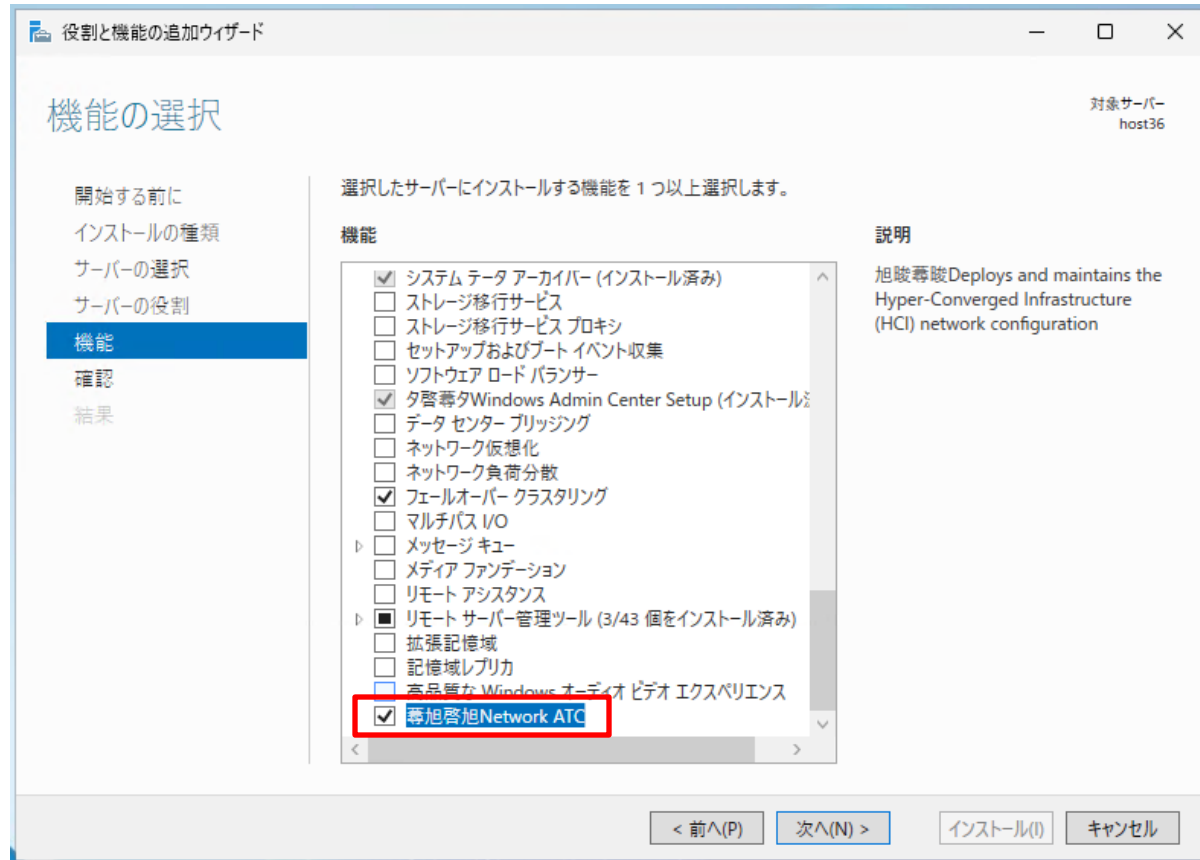 役割と機能の追加ウィザード
機能の選択
対象サーバー
host36
開始する前に
インストールの種類
サーバーの選択
サーバーの役割
機能
確認
結果
選択したサーバーにインストールする機能を 1 つ以上選択します。
機能
システム データ アーカイバー (インストール済み)
ストレージ移行サービス
ストレージ移行サービス プロキシ
セットアップおよびブート イベント収集
ソフトウェア ロード バランサー
タ啓蕁タWindows Admin Center Setup (インストール済
データ センター ブリッジング
ネットワーク仮想化
ネットワーク負荷分散
フェールオーバー クラスタリング
マルチパス I/O
メッセージ キュー
メディア ファンデーション
リモート アシスタンス
リモート サーバー管理ツール (3/43 個をインストール済み)
拡張記憶域
記憶域レプリカ
高品質な Windows オーディオ ビデオ エクスペリエンス
蕁旭啓旭Network ATC
説明
旭晙蕁晙Deploys and maintains the
Hyper-Converged Infrastructure
(HCI) network configuration
< 前へ(P)
次へ(N) >
インストール(I)
キャンセル